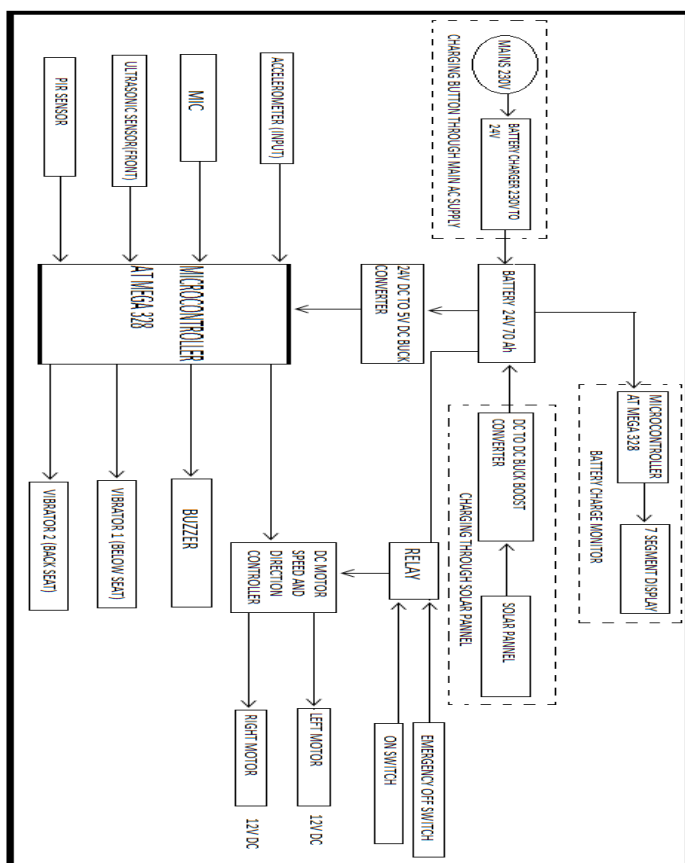 MAINS 230V
BATTERY CHARGER 230V TO
24V
CHARGING BUTTON THROUGH MAIN AC SUPPLY
ACCELEROMETER (INPUT)
MIC
ULTRASONIC SENSOR(FRONT)
PIR SENSOR
BATTERY 24V 70 Ah
24V DC TO 5V DC BUCK
CONVERTER
MICROCONTROLLER
AT MEGA 328
MICROCONTROLLER
AT MEGA 328
7 SEGMENT DISPLAY
BATTERY CHARGE MONITOR
DC TO DC BUCK BOOST
CONVERTER
SOLAR PANNEL
CHARGING THROUGH SOLAR PANNEL
RELAY
DC MOTOR
SPEED AND
DIRECTION
CONTROLLER
BUZZER
VIBRATOR 1 (BELOW SEAT)
VIBRATOR 2 (BACK SEAT)
EMERGENCY OFF SWITCH
ON SWITCH
LEFT MOTOR
12V DC
RIGHT MOTOR
12V DC